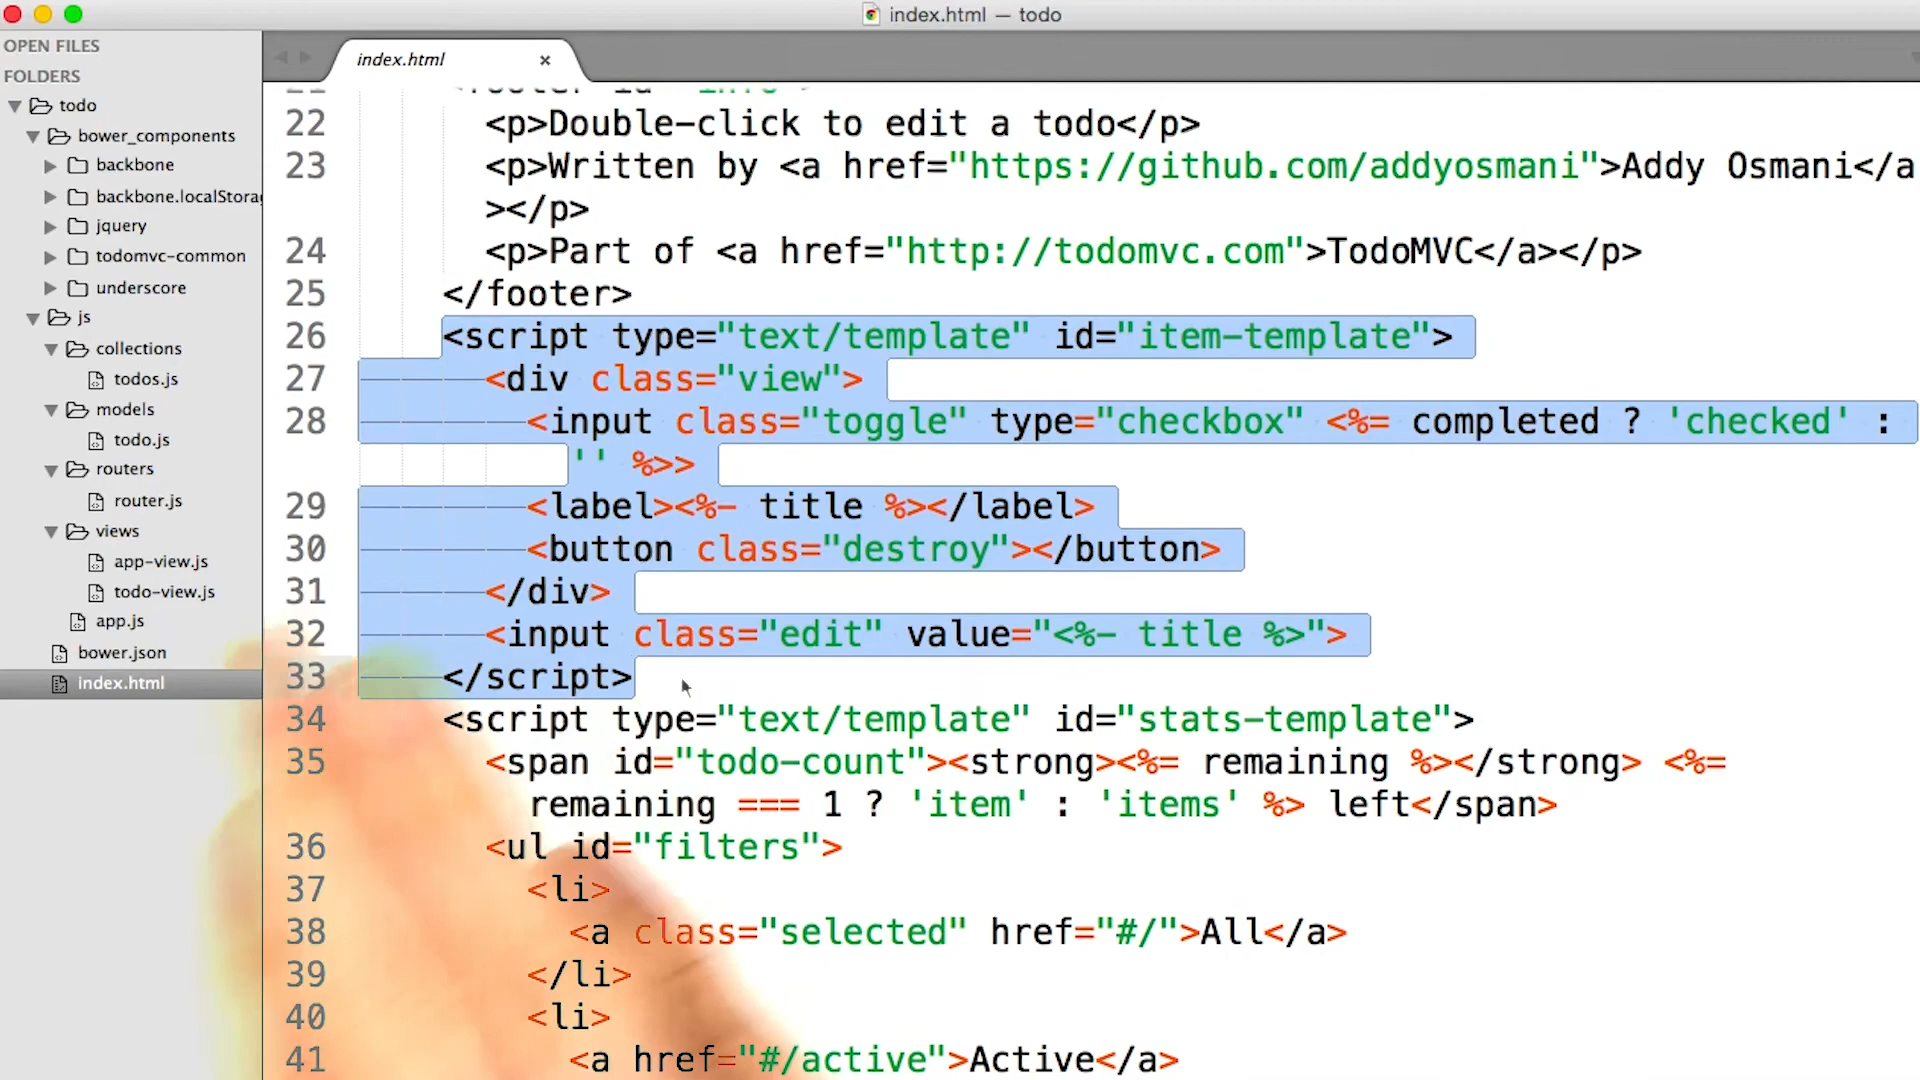 index.html — todo
OPEN FILES
FOLDERS
todo
bower_components
backbone
backbone.localStorag
jquery
todomvc-common
underscore
js
collections
todos.js
models
todo.js
routers
router.js
views
app-view.js
todo-view.js
app.js
bower.json
index.html
index.html ×
22 <p>Double-click to edit a todo</p>
23 <p>Written by <a href="https://github.com/addyosmani">Addy Osmani</a
></p>
24 <p>Part of <a href="http://todomvc.com">TodoMVC</a></p>
25 </footer>
26 <script type="text/template" id="item-template">
27 <div class="view">
28 <input class="toggle" type="checkbox" <%= completed ? 'checked' :
'' %>>
29 <label><%- title %></label>
30 <button class="destroy"></button>
31 </div>
32 <input class="edit" value="<%- title %>">
33 </script>
34 <script type="text/template" id="stats-template">
35 <span id="todo-count"><strong><%= remaining %></strong> <%=
remaining === 1 ? 'item' : 'items' %> left</span>
36 <ul id="filters">
37 <li>
38 <a class="selected" href="#/">All</a>
39 </li>
40 <li>
41 <a href="#/active">Active</a>